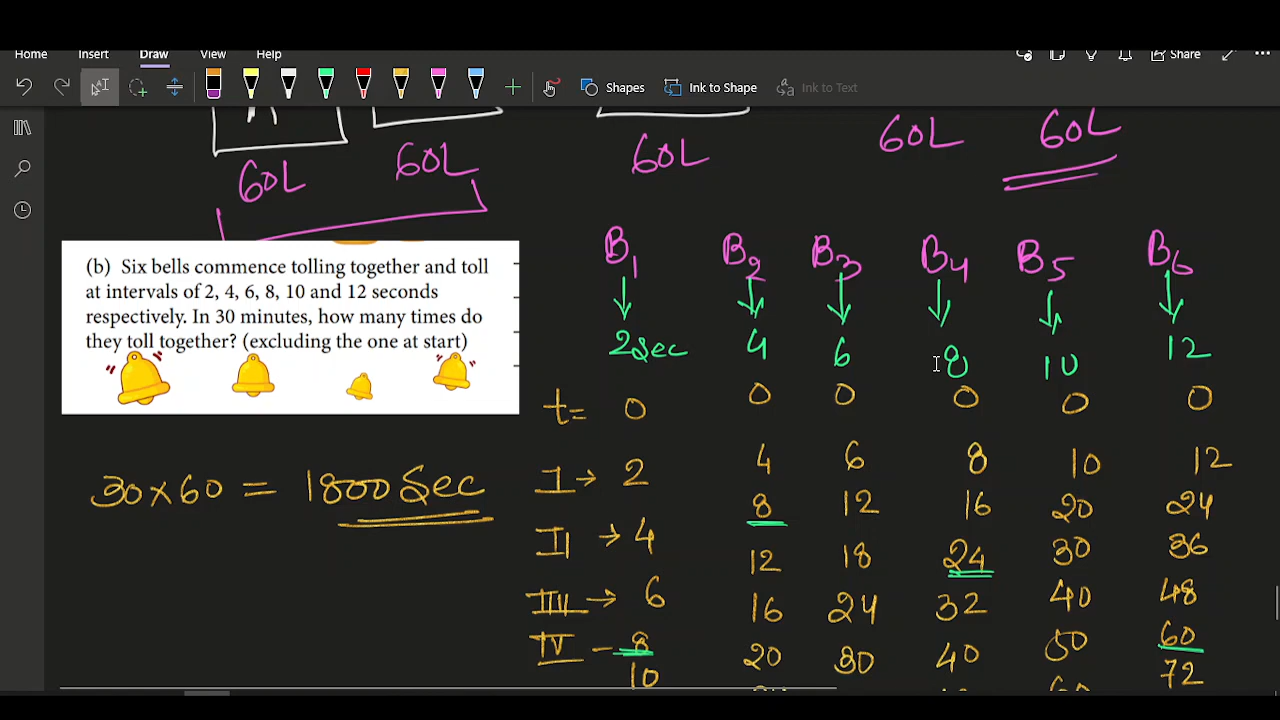 Home Insert Draw View Help Share
Shapes Ink to Shape Ink to Text
60L 60L 60L 60L 60L
(b) Six bells commence tolling together and toll
at intervals of 2, 4, 6, 8, 10 and 12 seconds
respectively. In 30 minutes, how many times do
they toll together? (excluding the one at start)
30×60 = 1800 Sec
B1 B2 B3 B4 B5 B6
2sec 4 6 8 10 12
t= 0 0 0 0 0 0
I → 2 4 6 8 10 12
8 12 16 20 24
II → 4 12 18 24 30 36
III → 6 16 24 32 40 48
IV - 8 20 30 40 50 60
10 72